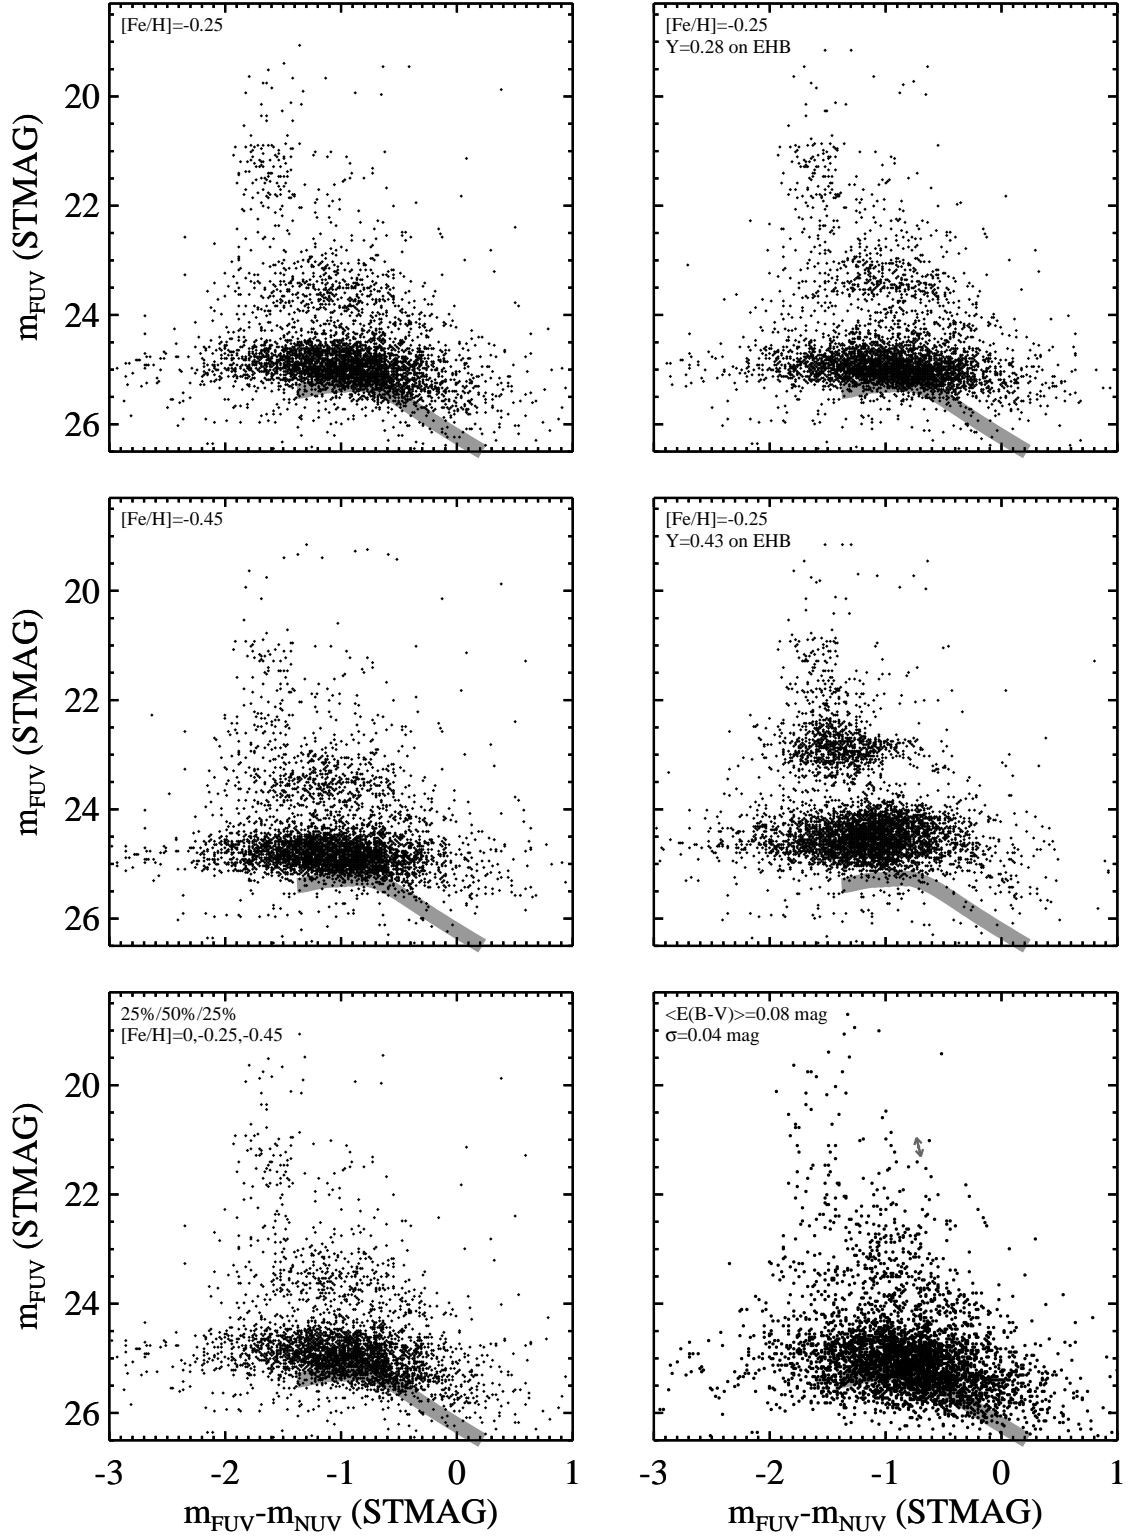 [Fe/H]=-0.25
20
22
24
26
m_FUV (STMAG)
[Fe/H]=-0.25
Y=0.28 on EHB
[Fe/H]=-0.45
20
22
24
26
m_FUV (STMAG)
[Fe/H]=-0.25
Y=0.43 on EHB
25%/50%/25%
[Fe/H]=0,-0.25,-0.45
20
22
24
26
m_FUV (STMAG)
-3 -2 -1 0 1
m_FUV-m_NUV (STMAG)
<E(B-V)>=0.08 mag
σ=0.04 mag
-3 -2 -1 0 1
m_FUV-m_NUV (STMAG)